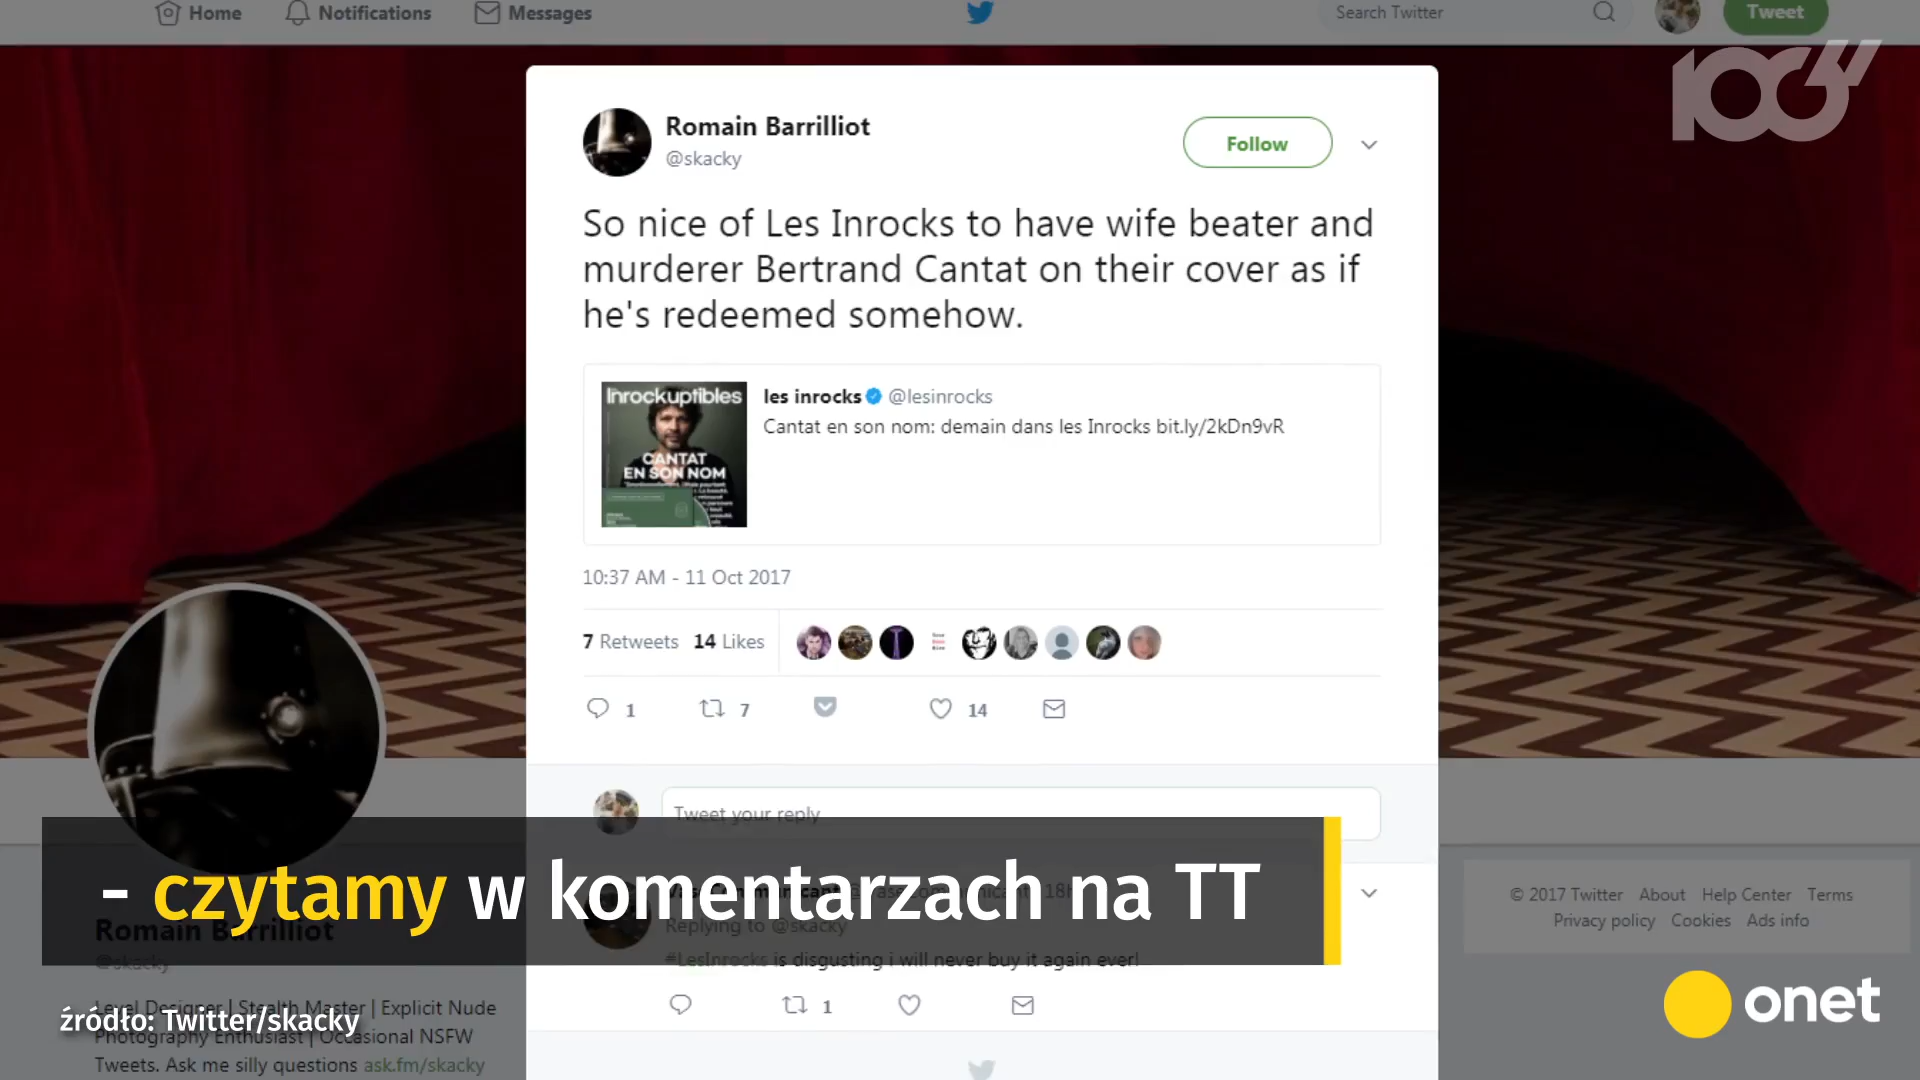 Home
Notifications
Messages
Search Twitter
Tweet
100
Romain Barrilliot
@skacky
Follow
So nice of Les Inrocks to have wife beater and
murderer Bertrand Cantat on their cover as if
he's redeemed somehow.
Inrockuptibles
CANTAT
EN SON NOM
les inrocks @lesinrocks
Cantat en son nom: demain dans les Inrocks bit.ly/2kDn9vR
10:37 AM - 11 Oct 2017
7 Retweets 14 Likes
1 7 14
Tweet your reply
- czytamy w komentarzach na TT
Replying to @skacky
#LesInrocks is disgusting i will never buy it again ever!
1
Romain Barrilliot
@skacky
Level Designer | Stealth Master | Explicit Nude
Photography Enthusiast | Occasional NSFW
Tweets. Ask me silly questions ask.fm/skacky
źródło: Twitter/skacky
© 2017 Twitter About Help Center Terms
Privacy policy Cookies Ads info
onet